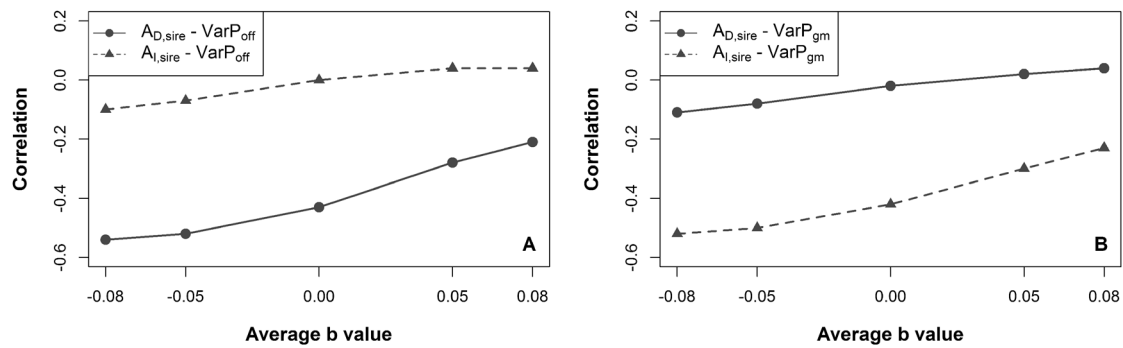 A_D,sire - VarP_off
A_I,sire - VarP_off
0.2
0.0
-0.2
-0.4
-0.6
Correlation
A
-0.08 -0.05 0.00 0.05 0.08
Average b value
A_D,sire - VarP_gm
A_I,sire - VarP_gm
0.2
0.0
-0.2
-0.4
-0.6
Correlation
B
-0.08 -0.05 0.00 0.05 0.08
Average b value